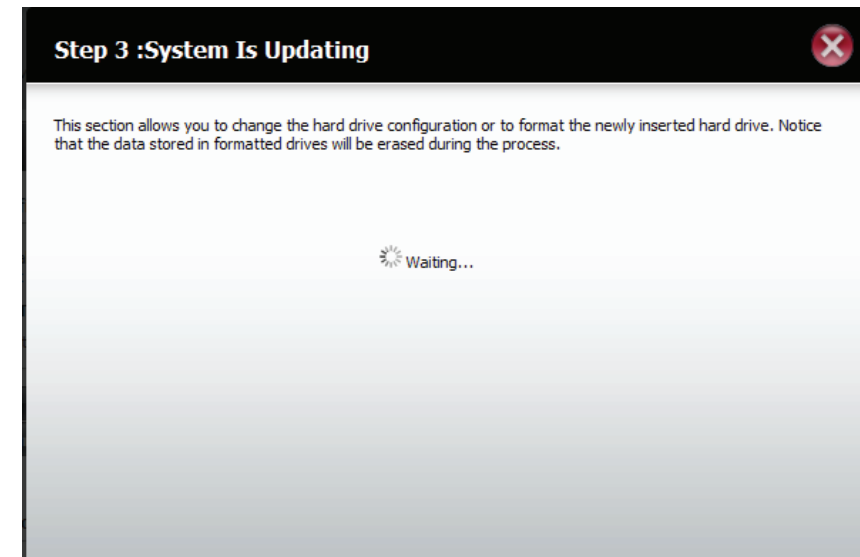 Step 3 :System Is Updating
This section allows you to change the hard drive configuration or to format the newly inserted hard drive. Notice
that the data stored in formatted drives will be erased during the process.
Waiting...